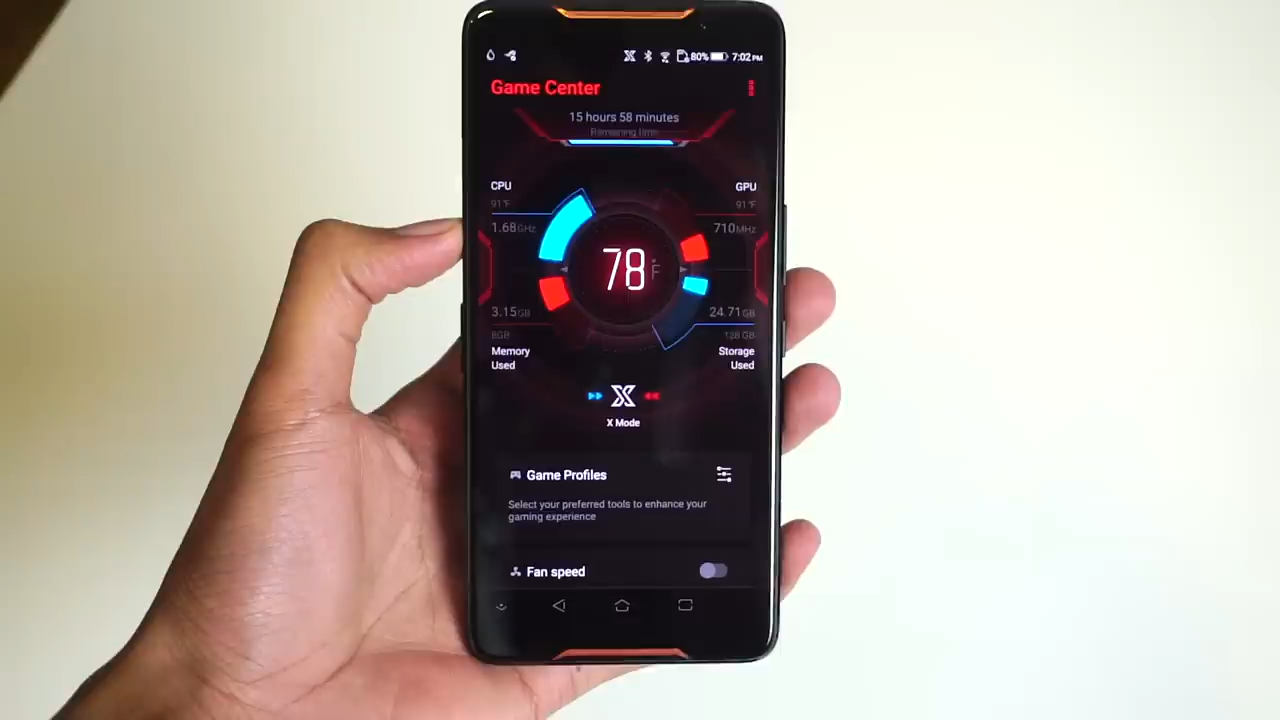 80% 7:02 PM
Game Center
15 hours 58 minutes
Remaining time
CPU
GPU
91°F
91°F
1.68GHz
710MHz
78°F
3.15GB
24.71GB
8GB
128 GB
Memory
Used
Storage
Used
X Mode
Game Profiles
Select your preferred tools to enhance your
gaming experience
Fan speed